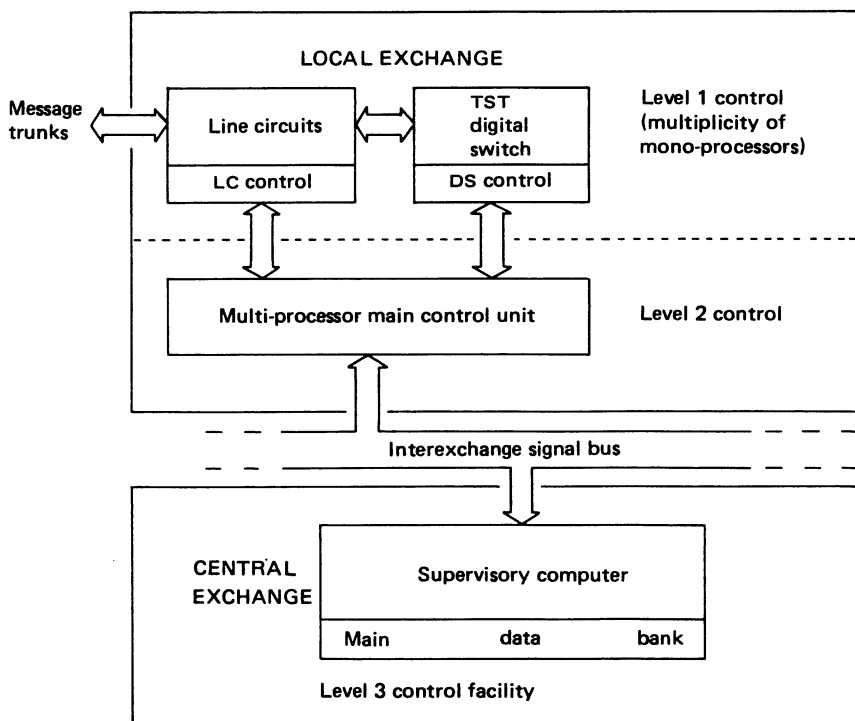 LOCAL EXCHANGE
Message
trunks
Line circuits
LC control
TST
digital
switch
DS control
Level 1 control
(multiplicity of
mono-processors)
Multi-processor main control unit
Level 2 control
Interexchange signal bus
CENTRAL
EXCHANGE
Supervisory computer
Main data bank
Level 3 control facility